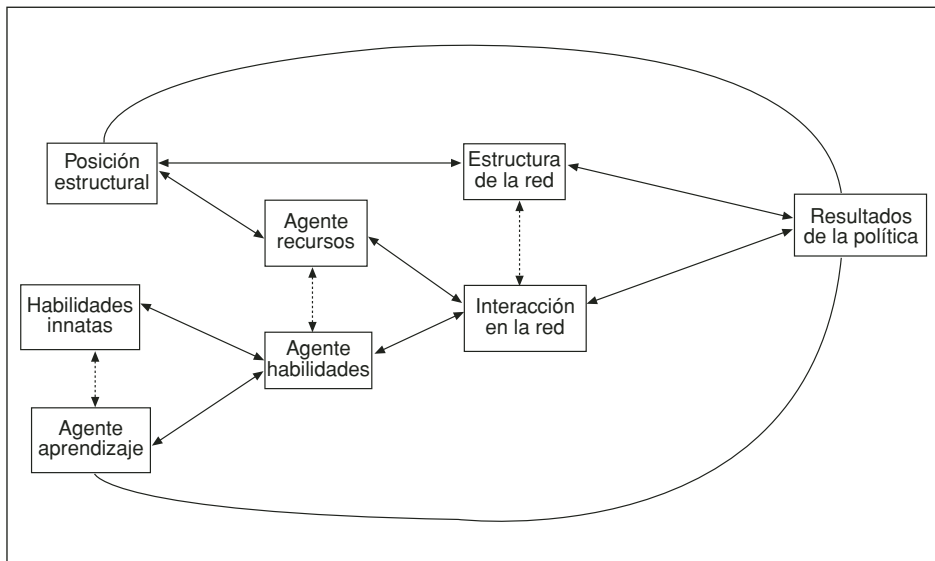 Posición
estructural
Estructura
de la red
Agente
recursos
Resultados
de la política
Habilidades
innatas
Interacción
en la red
Agente
habilidades
Agente
aprendizaje